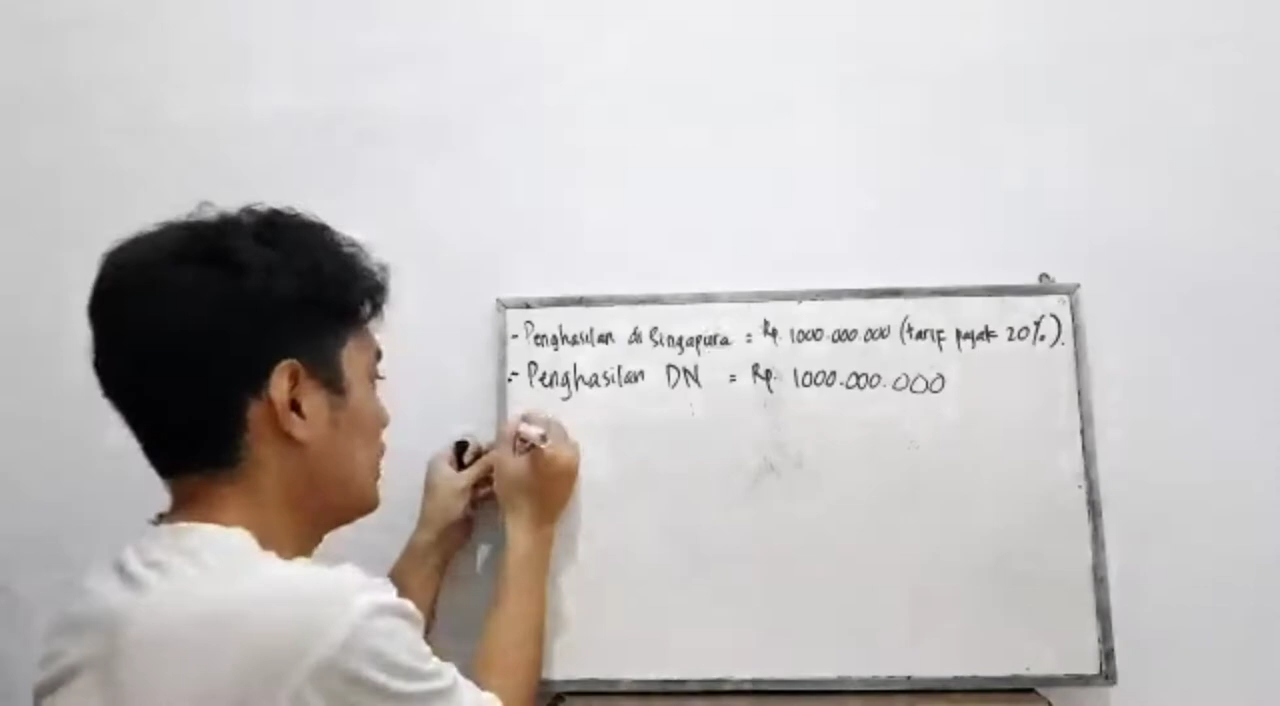 - Penghasilan di Singapura = Rp. 1000.000.000 (tarif pajak 20%).
- Penghasilan DN = Rp. 1000.000.000